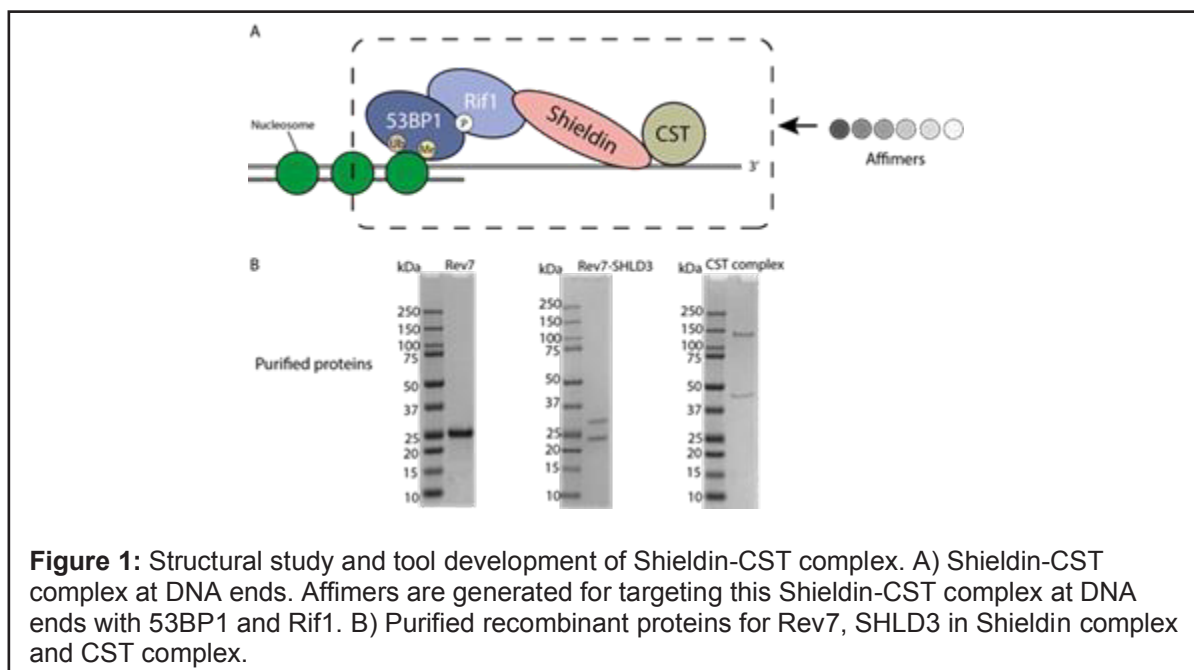 A
Nucleosome
53BP1
Rif1
P
Ub
Me
Shieldin
CST
3'
Affimers
B
kDa Rev7
250
150
100
75
50
37
25
20
15
10
kDa Rev7-SHLD3
250
150
100
75
50
37
25
20
15
10
kDa CST complex
250
150
100
75
50
37
25
20
15
10
Purified proteins
Figure 1: Structural study and tool development of Shieldin-CST complex. A) Shieldin-CST
complex at DNA ends. Affimers are generated for targeting this Shieldin-CST complex at DNA
ends with 53BP1 and Rif1. B) Purified recombinant proteins for Rev7, SHLD3 in Shieldin complex
and CST complex.